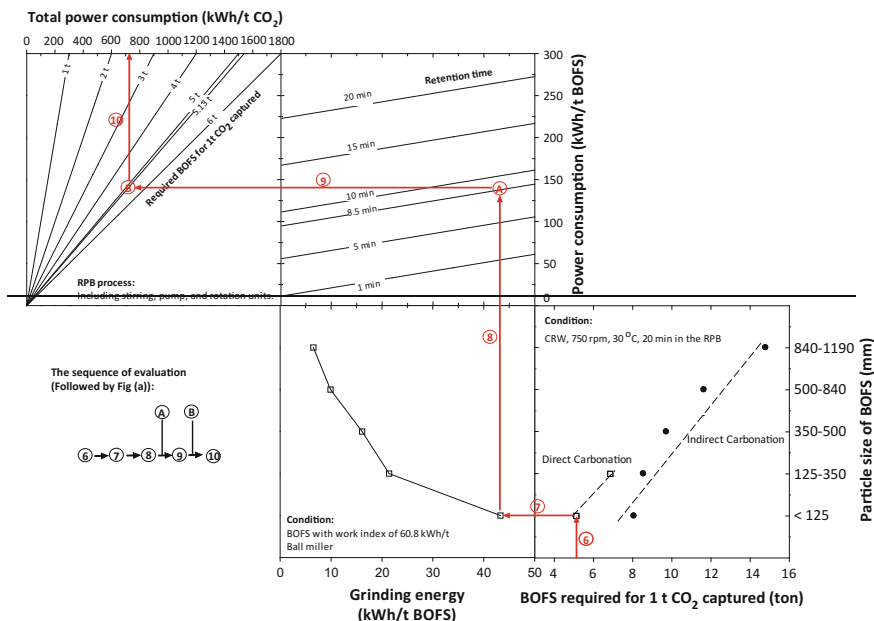 Total power consumption (kWh/t CO2)
0 200 400 600 800 1000 1200 1400 1800
1 t
2 t
3 t
4 t
5 t
5.13 t
6 t
Required BOFS for 1t CO2 captured
10
B
RPB process:
Including stirring, pump, and rotation units.
Retention time
20 min
15 min
10 min
8.5 min
5 min
1 min
9
A
300
250
200
150
100
50
0
Power consumption (kWh/t BOFS)
The sequence of evaluation
(Followed by Fig (a)):
A B
6 7 8 9 10
8
Condition:
BOFS with work index of 60.8 kWh/t
Ball miller
0 10 20 30 40 50
Grinding energy
(kWh/t BOFS)
Condition:
CRW, 750 rpm, 30 °C, 20 min in the RPB
Direct Carbonation
Indirect Carbonation
7
6
4 6 8 10 12 14 16
BOFS required for 1 t CO2 captured (ton)
840-1190
500-840
350-500
125-350
< 125
Particle size of BOFS (mm)